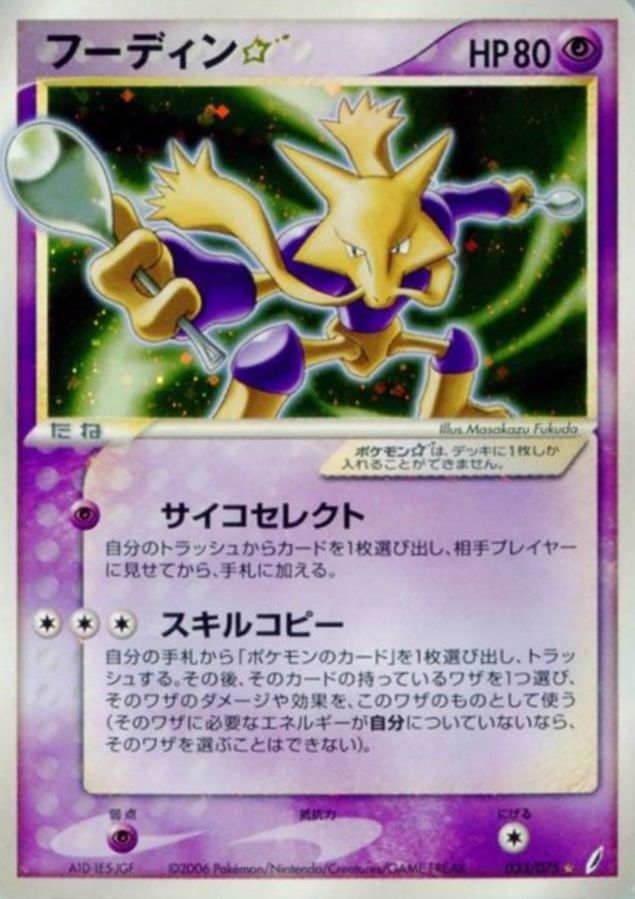 フーディン☆
HP80
たね
Illus. Masakazu Fukuda
ポケモン☆は、デッキに1枚しか
入れることができません。
サイコセレクト
自分のトラッシュからカードを1枚選び出し、相手プレイヤー
に見せてから、手札に加える。
スキルコピー
自分の手札から「ポケモンのカード」を1枚選び出し、トラッ
シュする。その後、そのカードの持っているワザを1つ選び、
そのワザのダメージや効果を、このワザのものとして使う
(そのワザに必要なエネルギーが自分についていないなら、
そのワザを選ぶことはできない)。
弱点 抵抗力 にげる
A1D-1E5-JGF ©2006 Pokémon/Nintendo/Creatures/GAME FREAK 033/075 ★